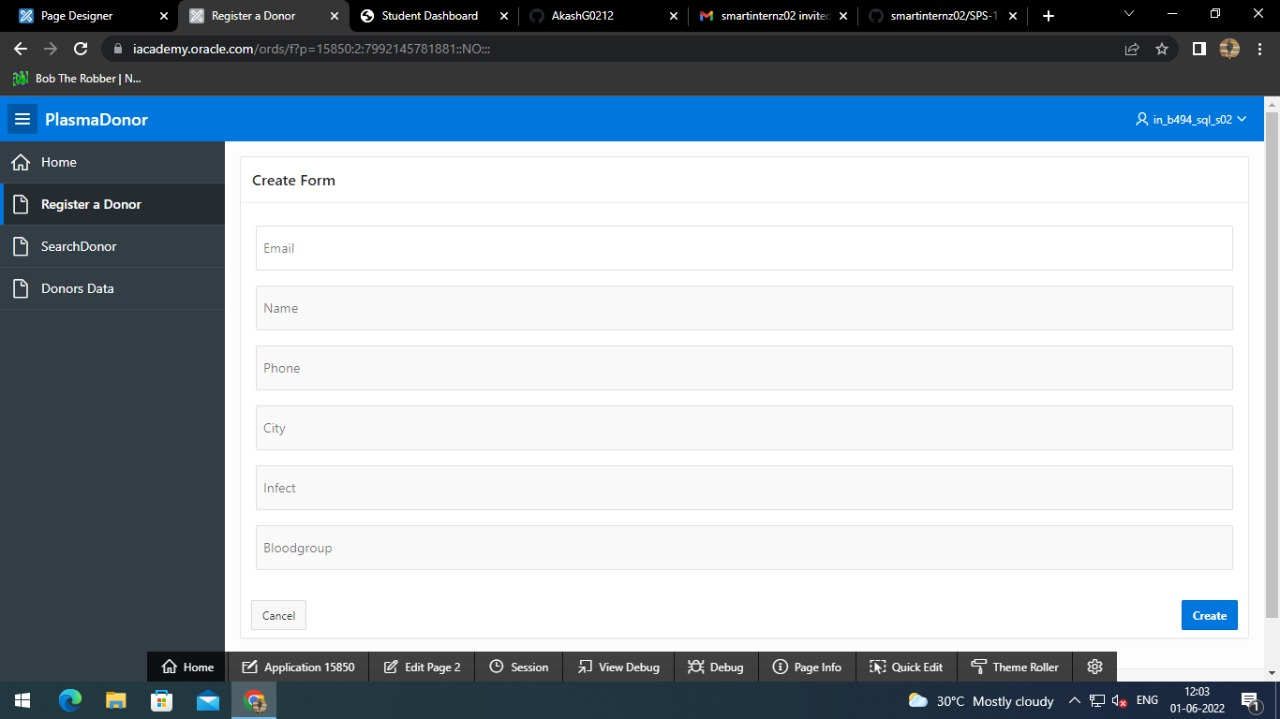 Page Designer
Register a Donor
Student Dashboard
AkashG0212
smartinternz02 invited
smartinternz02/SPS-1
iacademy.oracle.com/ords/f?p=15850:2:7992145781881::NO:::
Bob The Robber | N...
PlasmaDonor
in_b494_sql_s02
Home
Register a Donor
SearchDonor
Donors Data
Create Form
Email
Name
Phone
City
Infect
Bloodgroup
Cancel
Create
Home
Application 15850
Edit Page 2
Session
View Debug
Debug
Page Info
Quick Edit
Theme Roller
30°C Mostly cloudy
ENG
12:03
01-06-2022
1